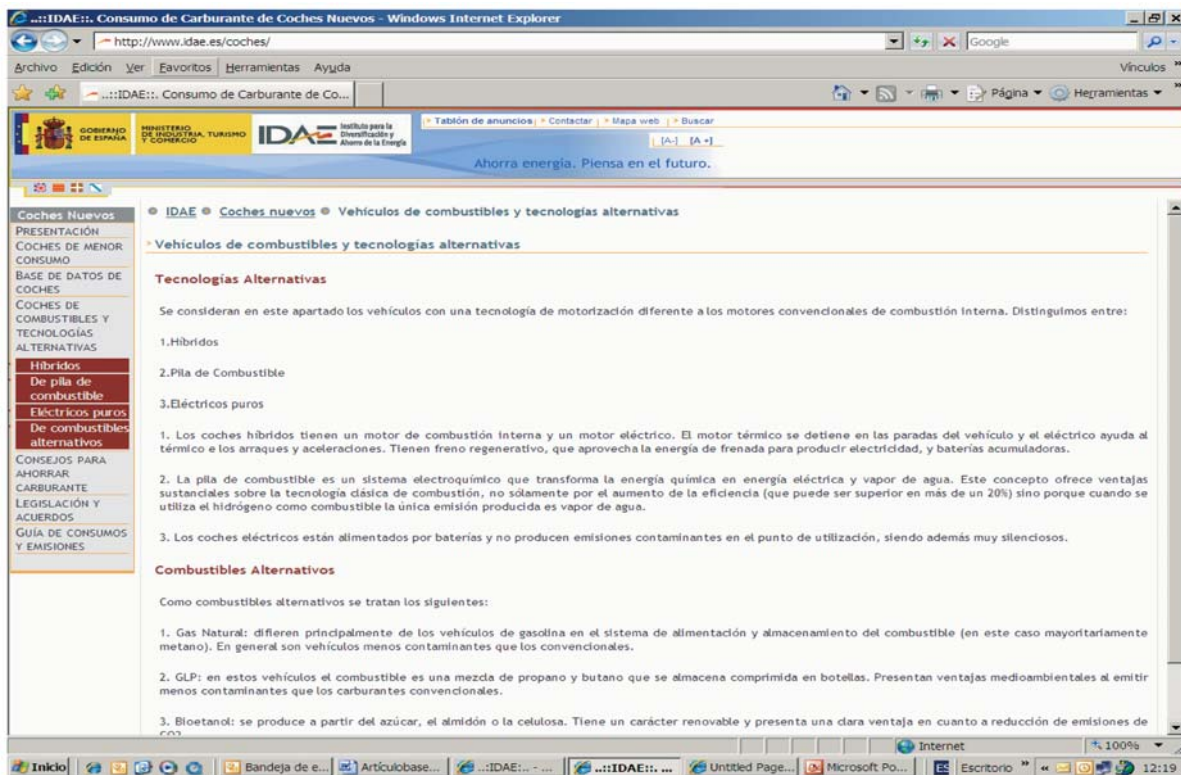 ..::IDAE::. Consumo de Carburante de Coches Nuevos - Windows Internet Explorer
http://www.idae.es/coches/
Google
Archivo Edición Ver Favoritos Herramientas Ayuda
Vínculos »
..::IDAE::. Consumo de Carburante de Co...
Página Herramientas »
GOBIERNO DE ESPAÑA
MINISTERIO DE INDUSTRIA, TURISMO Y COMERCIO
IDAE
Instituto para la Diversificación y Ahorro de la Energía
Tablón de anuncios | Contactar | Mapa web | Buscar
[A-] [A +]
Ahorra energía. Piensa en el futuro.
Coches Nuevos
PRESENTACIÓN
COCHES DE MENOR
CONSUMO
BASE DE DATOS DE
COCHES
COCHES DE
COMBUSTIBLES Y
TECNOLOGÍAS
ALTERNATIVAS
Híbridos
De pila de
combustible
Eléctricos puros
De combustibles
alternativos
CONSEJOS PARA
AHORRAR
CARBURANTE
LEGISLACIÓN Y
ACUERDOS
GUÍA DE CONSUMOS
Y EMISIONES
IDAE Coches nuevos Vehículos de combustibles y tecnologías alternativas
Vehículos de combustibles y tecnologías alternativas
Tecnologías Alternativas
Se consideran en este apartado los vehículos con una tecnología de motorización diferente a los motores convencionales de combustión interna. Distinguimos entre:
1.Híbridos
2.Pila de Combustible
3.Eléctricos puros
1. Los coches híbridos tienen un motor de combustión interna y un motor eléctrico. El motor térmico se detiene en las paradas del vehículo y el eléctrico ayuda al
térmico e los arraques y aceleraciones. Tienen freno regenerativo, que aprovecha la energía de frenada para producir electricidad, y baterías acumuladoras.
2. La pila de combustible es un sistema electroquímico que transforma la energía química en energía eléctrica y vapor de agua. Este concepto ofrece ventajas
sustanciales sobre la tecnología clásica de combustión, no sólamente por el aumento de la eficiencia (que puede ser superior en más de un 20%) sino porque cuando se
utiliza el hidrógeno como combustible la única emisión producida es vapor de agua.
3. Los coches eléctricos están alimentados por baterías y no producen emisiones contaminantes en el punto de utilización, siendo además muy silenciosos.
Combustibles Alternativos
Como combustibles alternativos se tratan los siguientes:
1. Gas Natural: difieren principalmente de los vehículos de gasolina en el sistema de alimentación y almacenamiento del combustible (en este caso mayoritariamente
metano). En general son vehículos menos contaminantes que los convencionales.
2. GLP: en estos vehículos el combustible es una mezcla de propano y butano que se almacena comprimida en botellas. Presentan ventajas medioambientales al emitir
menos contaminantes que los carburantes convencionales.
3. Bioetanol: se produce a partir del azúcar, el almidón o la celulosa. Tiene un carácter renovable y presenta una clara ventaja en cuanto a reducción de emisiones de
CO2
Internet 100%
Inicio Bandeja de e... Artículobase... ..::IDAE::.. - ... ..::IDAE::. ... Untitled Page... Microsoft Po... ES Escritorio » « 12:19